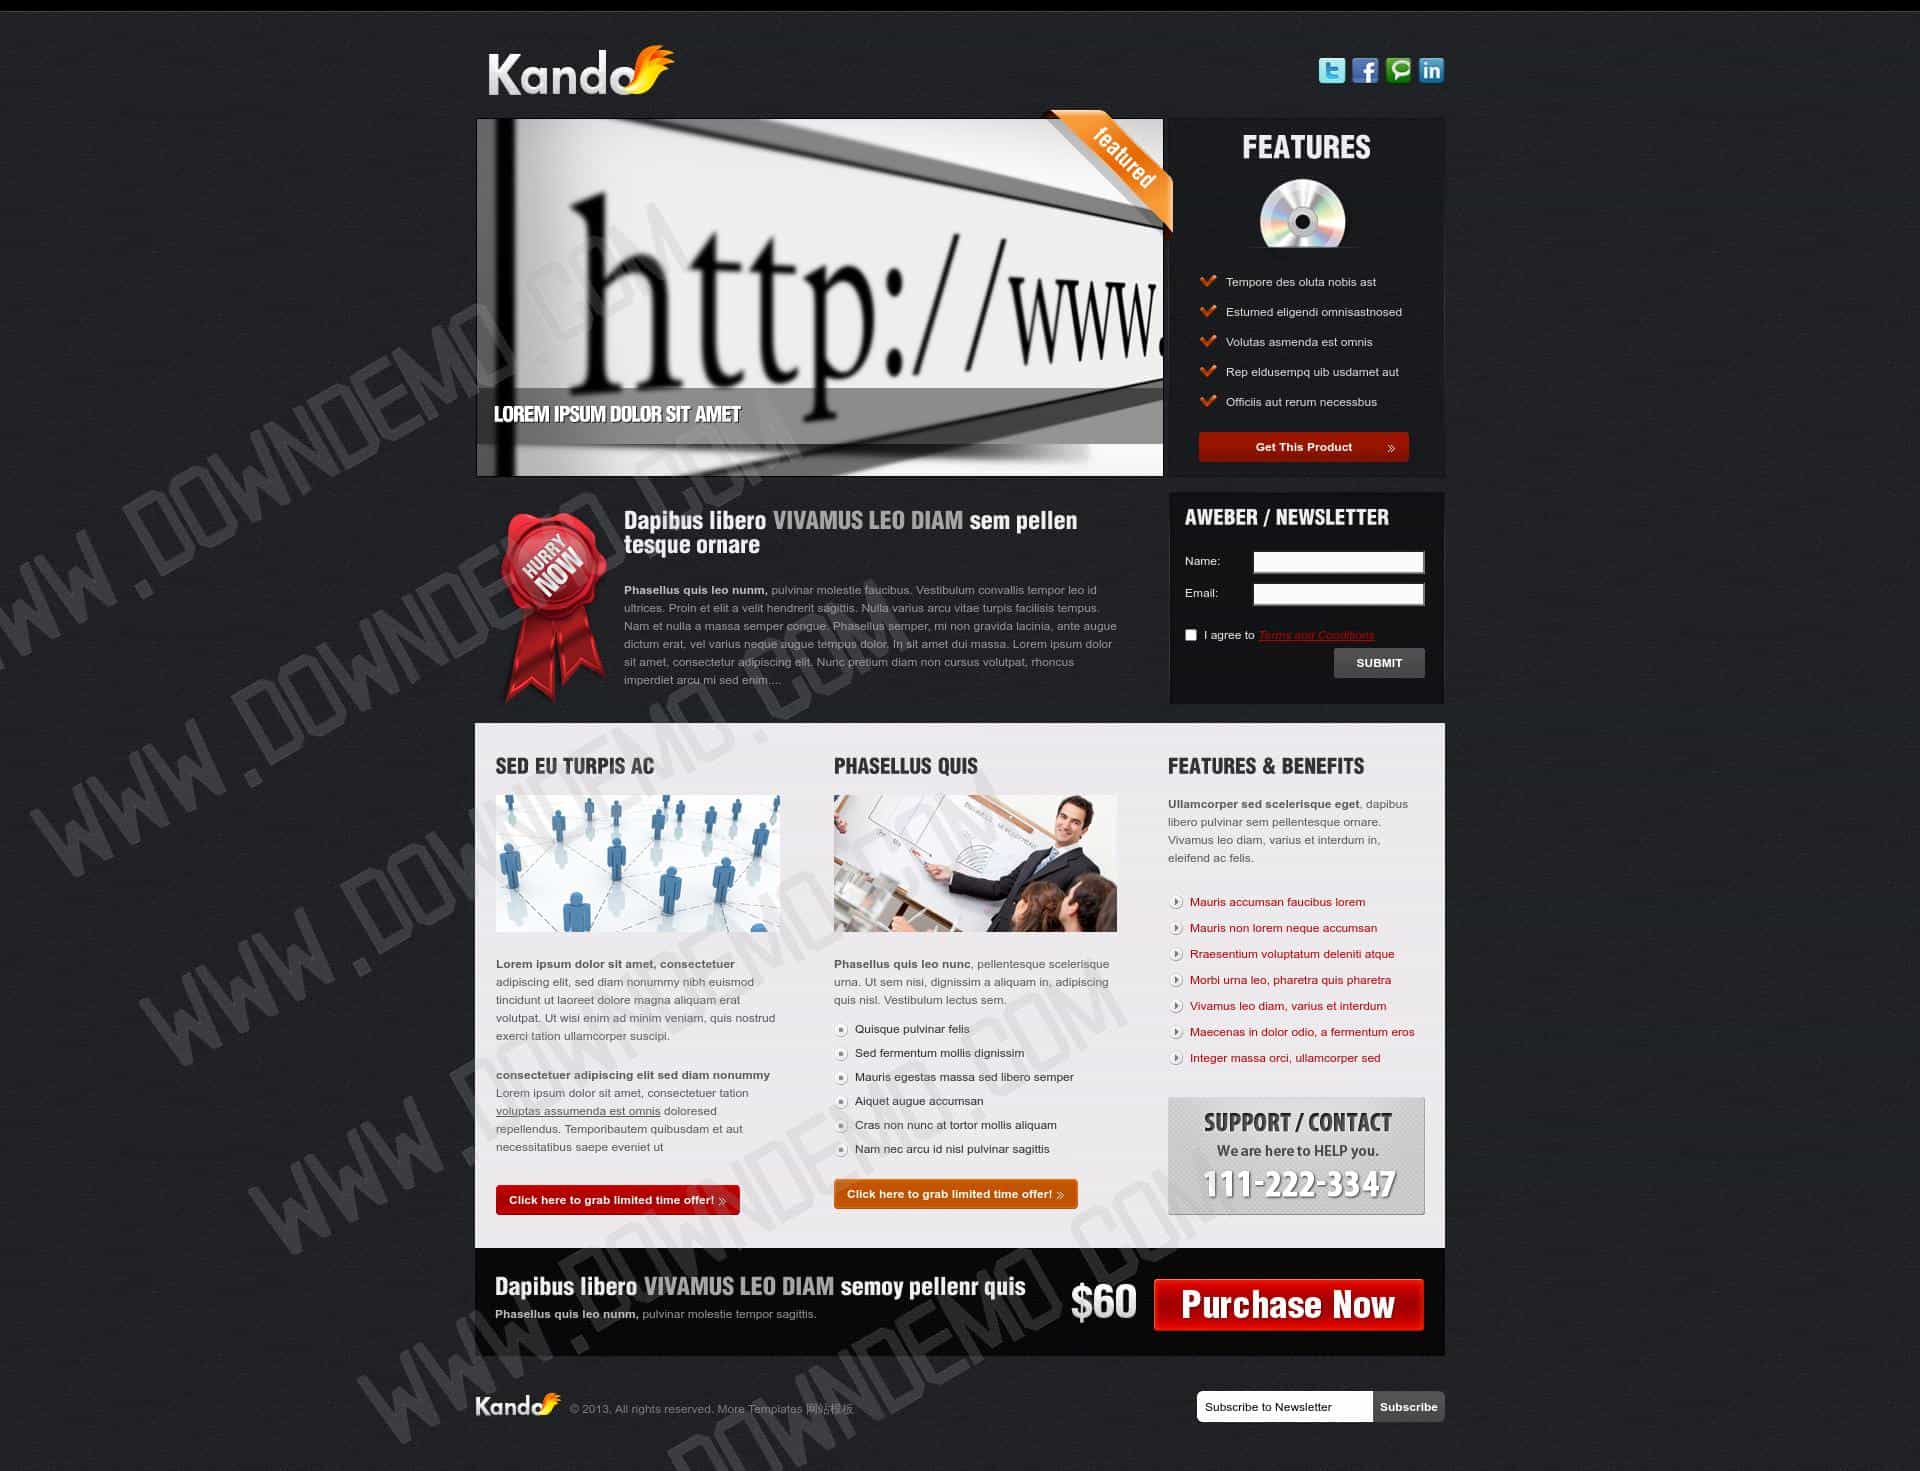 Kando
featured
http://www.
LOREM IPSUM DOLOR SIT AMET
FEATURES
Tempore des oluta nobis ast
Estumed eligendi omnisastnosed
Volutas asmenda est omnis
Rep eldusempq uib usdamet aut
Officiis aut rerum necessbus
Get This Product
HURRY
NOW
Dapibus libero VIVAMUS LEO DIAM sem pellen
tesque ornare
Phasellus quis leo nunm, pulvinar molestie faucibus. Vestibulum convallis tempor leo id
ultrices. Proin et elit a velit hendrerit sagittis. Nulla varius arcu vitae turpis facilisis tempus.
Nam et nulla a massa semper congue. Phasellus semper, mi non gravida lacinia, ante augue
dictum erat, vel varius neque augue tempus dolor. In sit amet dui massa. Lorem ipsum dolor
sit amet, consectetur adipiscing elit. Nunc pretium diam non cursus volutpat, rhoncus
imperdiet arcu mi sed enim....
AWEBER / NEWSLETTER
Name:
Email:
I agree to Terms and Conditions
SUBMIT
SED EU TURPIS AC
Lorem ipsum dolor sit amet, consectetuer
adipiscing elit, sed diam nonummy nibh euismod
tincidunt ut laoreet dolore magna aliquam erat
volutpat. Ut wisi enim ad minim veniam, quis nostrud
exerci tation ullamcorper suscipi.
consectetuer adipiscing elit sed diam nonummy
Lorem ipsum dolor sit amet, consectetuer tation
voluptas assumenda est omnis doloresed
repellendus. Temporibautem quibusdam et aut
necessitatibus saepe eveniet ut
Click here to grab limited time offer!
PHASELLUS QUIS
Phasellus quis leo nunc, pellentesque scelerisque
urna. Ut sem nisi, dignissim a aliquam in, adipiscing
quis nisl. Vestibulum lectus sem.
Quisque pulvinar felis
Sed fermentum mollis dignissim
Mauris egestas massa sed libero semper
Aiquet augue accumsan
Cras non nunc at tortor mollis aliquam
Nam nec arcu id nisl pulvinar sagittis
Click here to grab limited time offer!
FEATURES & BENEFITS
Ullamcorper sed scelerisque eget, dapibus
libero pulvinar sem pellentesque ornare.
Vivamus leo diam, varius et interdum in,
eleifend ac felis.
Mauris accumsan faucibus lorem
Mauris non lorem neque accumsan
Rraesentium voluptatum deleniti atque
Morbi urna leo, pharetra quis pharetra
Vivamus leo diam, varius et interdum
Maecenas in dolor odio, a fermentum eros
Integer massa orci, ullamcorper sed
SUPPORT / CONTACT
We are here to HELP you.
111-222-3347
Dapibus libero VIVAMUS LEO DIAM semoy pellenr quis
Phasellus quis leo nunm, pulvinar molestie tempor sagittis.
$60
Purchase Now
Kando
© 2013. All rights reserved. More Templates 网站模板
Subscribe to Newsletter
Subscribe
WWW.DOWNDEMO.COM
WWW.DOWNDEMO.COM
WWW.DOWNDEMO.COM
WWW.DOWNDEMO.COM
WWW.DOWNDEMO.COM
WWW.DOWNDEMO.COM
DOWNDEMO.COM